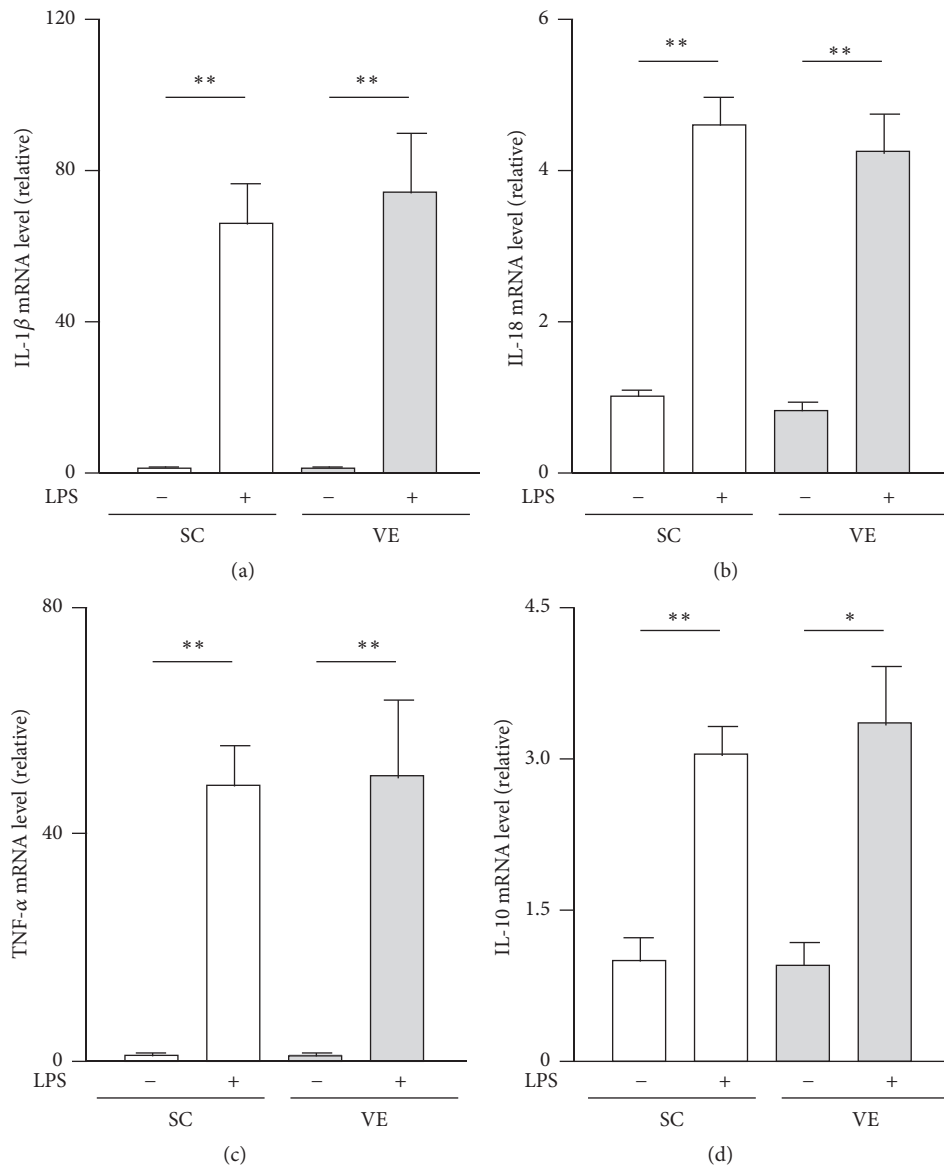 120
80
40
0
IL-1β mRNA level (relative)
**
**
LPS
−
+
−
+
SC
VE
(a)
6
4
2
0
IL-18 mRNA level (relative)
**
**
−
+
−
+
SC
VE
(b)
80
40
0
TNF-α mRNA level (relative)
**
**
LPS
−
+
−
+
SC
VE
(c)
4.5
3.0
1.5
0
IL-10 mRNA level (relative)
**
*
LPS
−
+
−
+
SC
VE
(d)